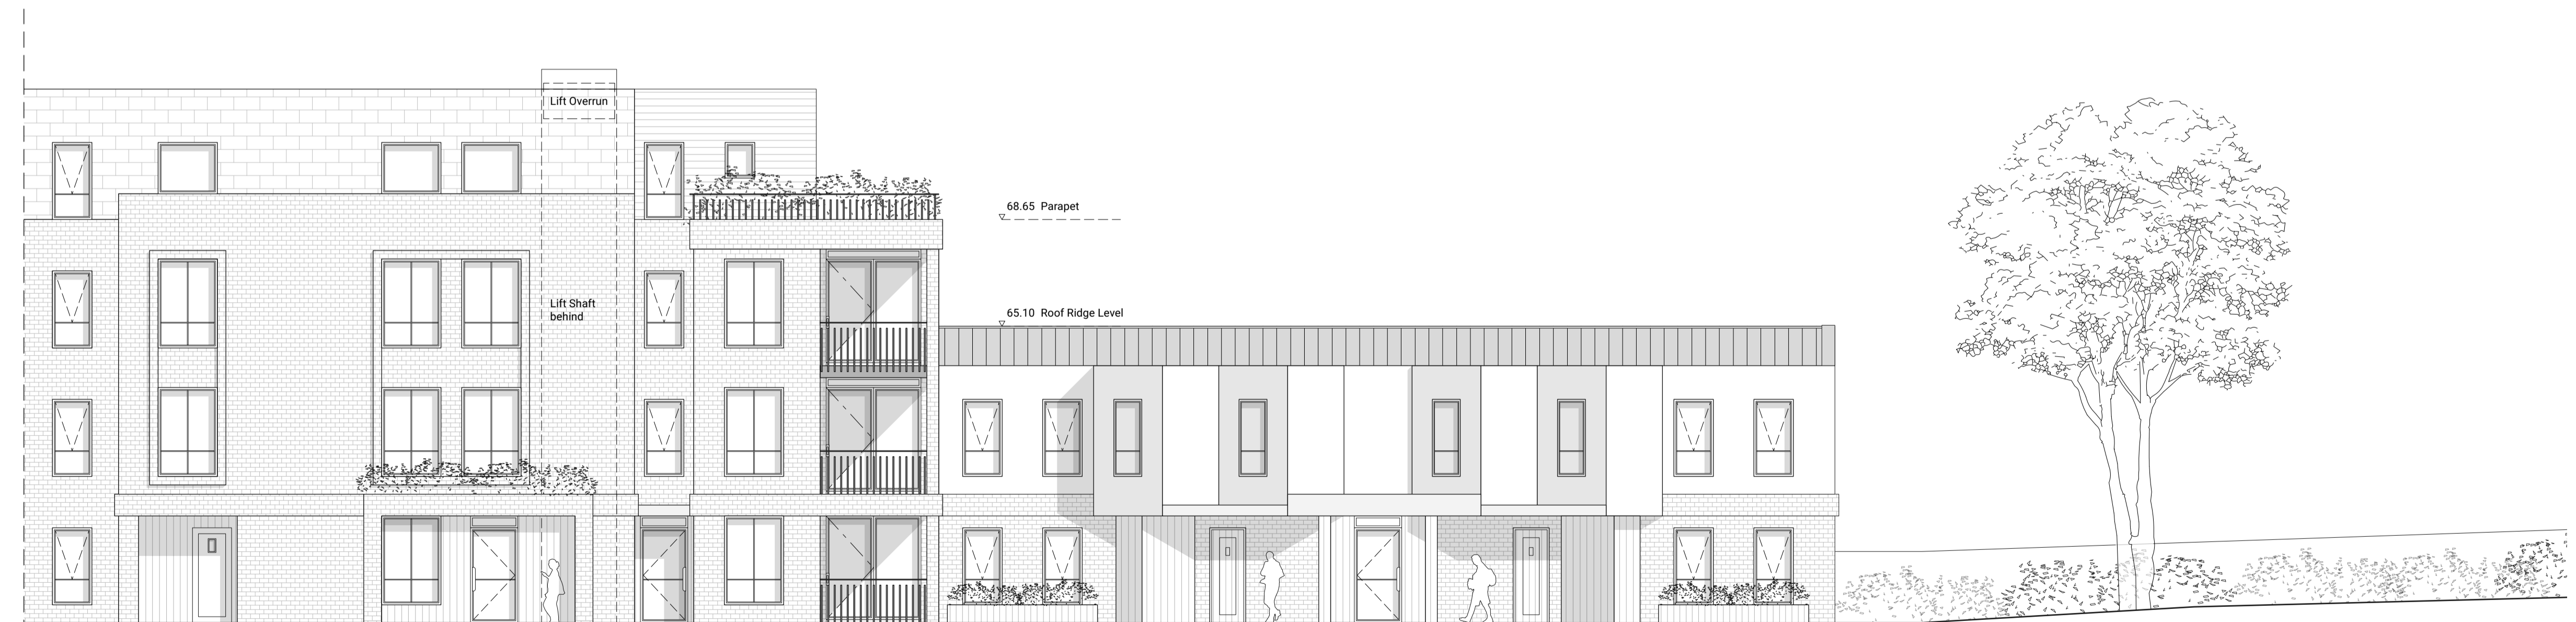 Lift Overrun
68.65 Parapet
Lift Shaft
behind
65.10 Roof Ridge Level